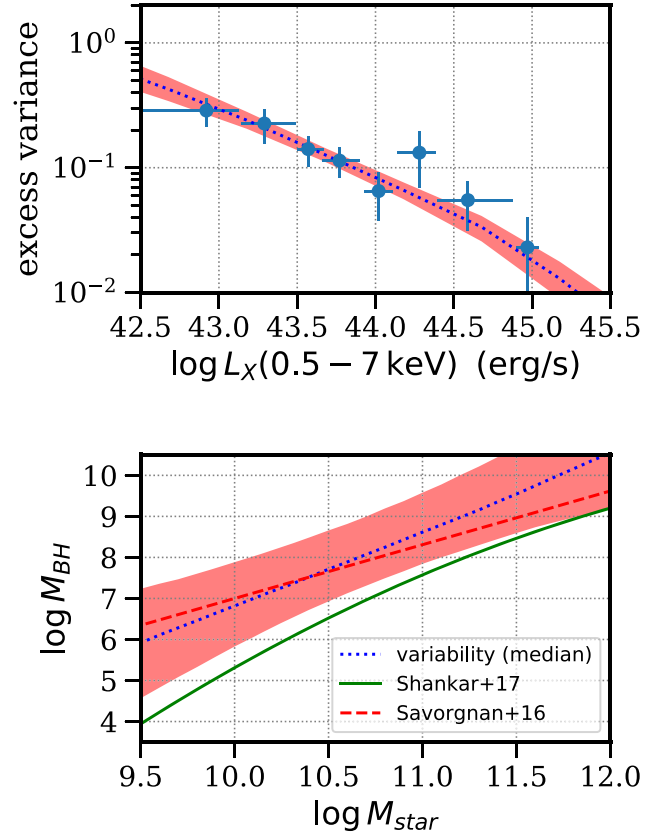 excess variance
10⁰
10⁻¹
10⁻²
42.5 43.0 43.5 44.0 44.5 45.0 45.5
log L_X(0.5 − 7 keV) (erg/s)
log M_BH
10
9
8
7
6
5
4
variability (median)
Shankar+17
Savorgnan+16
9.5 10.0 10.5 11.0 11.5 12.0
log M_star